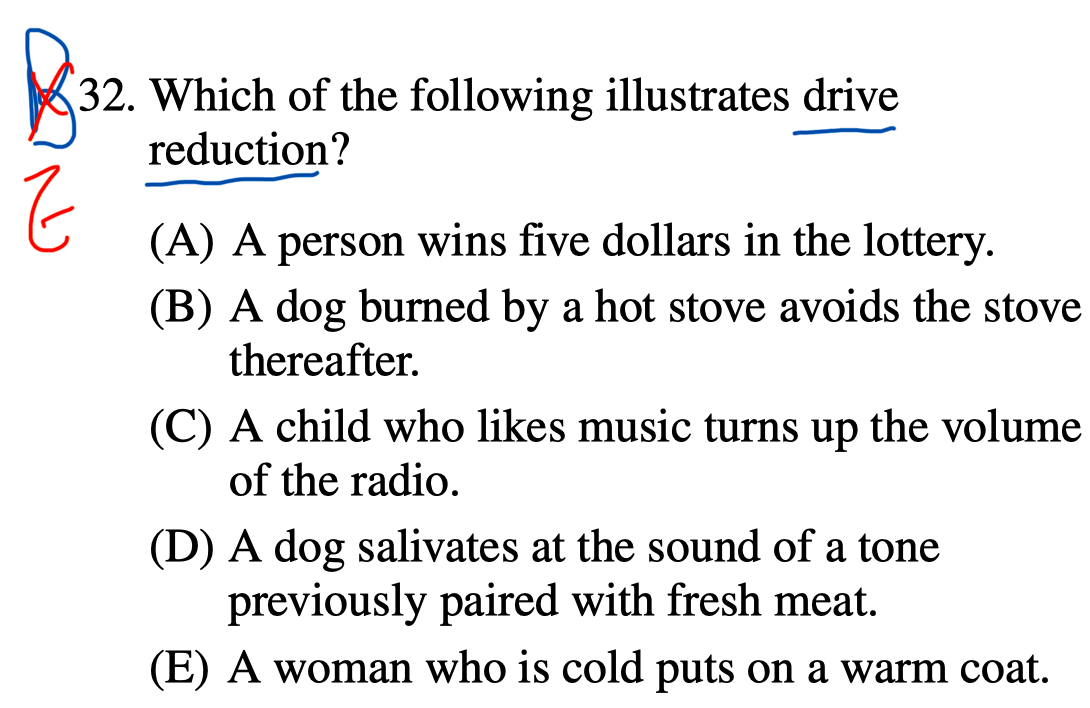 B
32. Which of the following illustrates drive
reduction?
E
(A) A person wins five dollars in the lottery.
(B) A dog burned by a hot stove avoids the stove
thereafter.
(C) A child who likes music turns up the volume
of the radio.
(D) A dog salivates at the sound of a tone
previously paired with fresh meat.
(E) A woman who is cold puts on a warm coat.